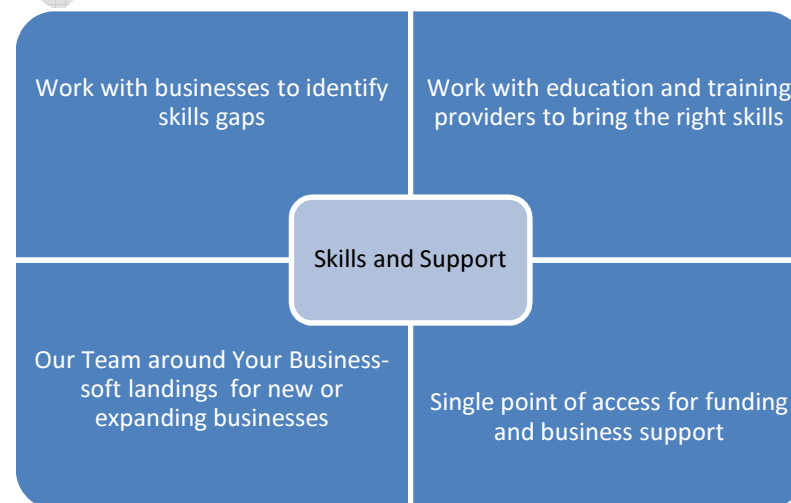 Work with businesses to identify
skills gaps
Work with education and training
providers to bring the right skills
Skills and Support
Our Team around Your Business-
soft landings for new or
expanding businesses
Single point of access for funding
and business support